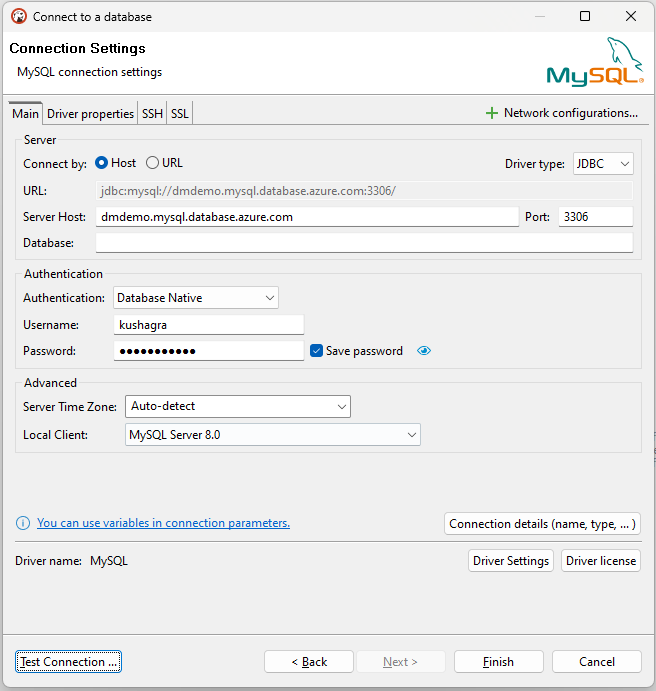 Connect to a database
Connection Settings
MySQL connection settings
MySQL
Main Driver properties SSH SSL Network configurations...
Server
Connect by: Host URL Driver type: JDBC
URL: jdbc:mysql://dmdemo.mysql.database.azure.com:3306/
Server Host: dmdemo.mysql.database.azure.com Port: 3306
Database:
Authentication
Authentication: Database Native
Username: kushagra
Password: ●●●●●●●●●●● Save password
Advanced
Server Time Zone: Auto-detect
Local Client: MySQL Server 8.0
You can use variables in connection parameters. Connection details (name, type, ... )
Driver name: MySQL Driver Settings Driver license
Test Connection ... < Back Next > Finish Cancel